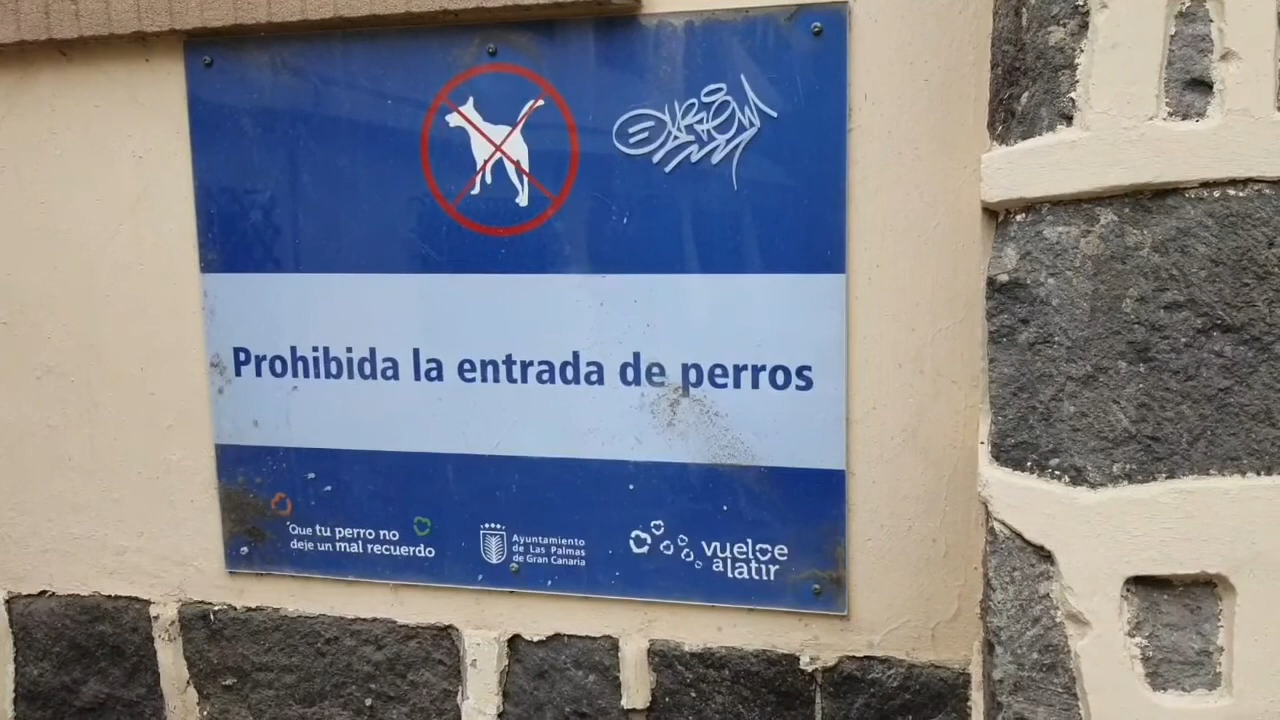 Prohibida la entrada de perros
Que tu perro no
deje un mal recuerdo
Ayuntamiento
de Las Palmas
de Gran Canaria
vuelve
a latir